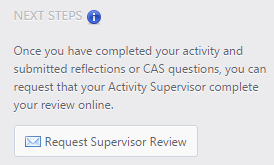 NEXT STEPS
Once you have completed your activity and
submitted reflections or CAS questions, you can
request that your Activity Supervisor complete
your review online.
Request Supervisor Review